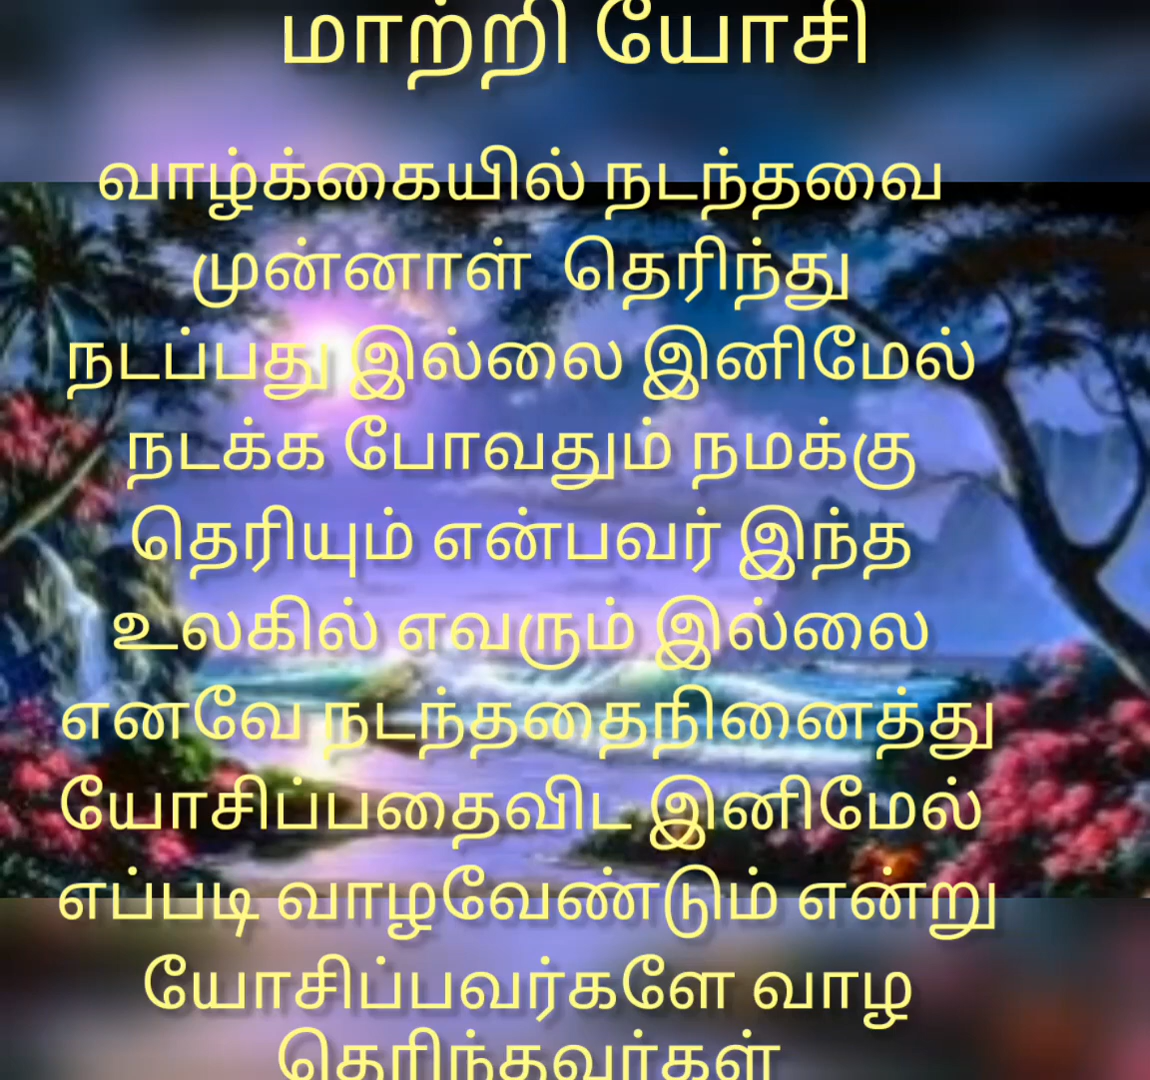 மாற்றி யோசி
வாழ்க்கையில் நடந்தவை
முன்னாள் தெரிந்து
நடப்பது இல்லை இனிமேல்
நடக்க போவதும் நமக்கு
தெரியும் என்பவர் இந்த
உலகில் எவரும் இல்லை
எனவே நடந்ததைநினைத்து
யோசிப்பதைவிட இனிமேல்
எப்படி வாழவேண்டும் என்று
யோசிப்பவர்களே வாழ
தெரிந்தவர்கள்